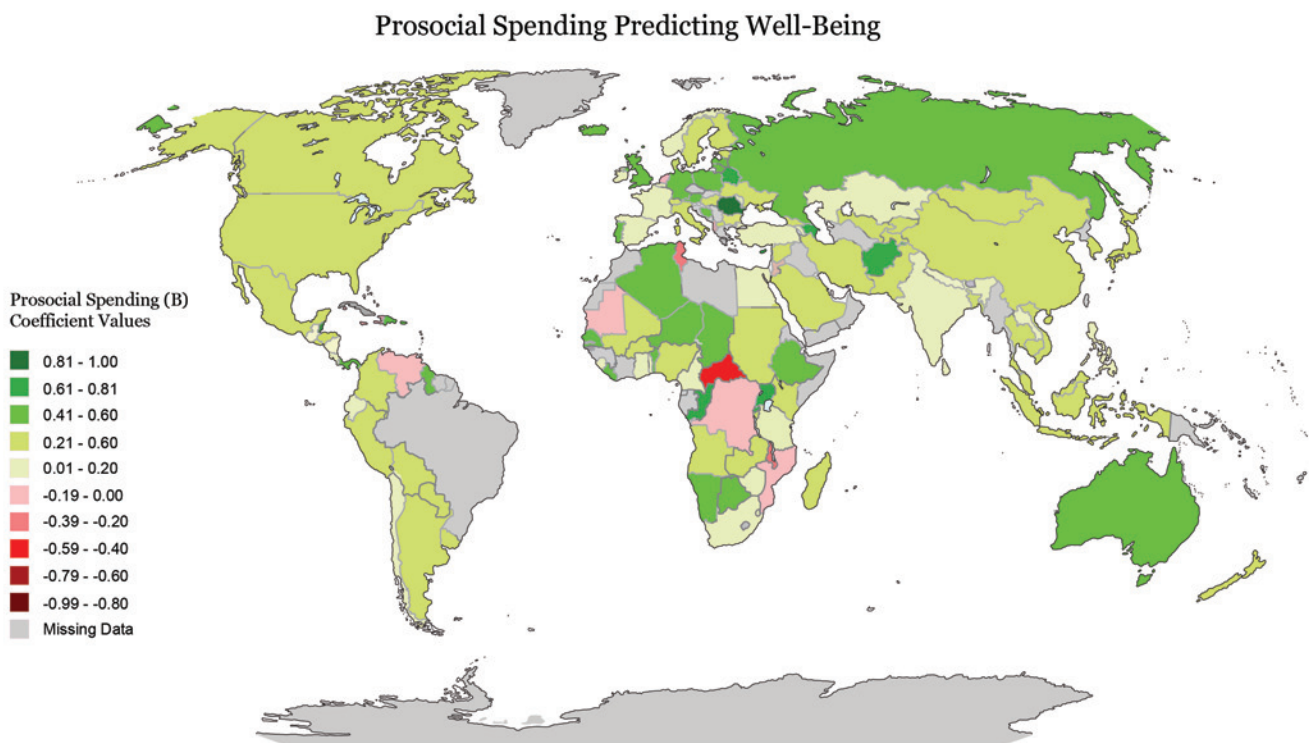 Prosocial Spending Predicting Well-Being
Prosocial Spending (B)
Coefficient Values
0.81 - 1.00
0.61 - 0.81
0.41 - 0.60
0.21 - 0.60
0.01 - 0.20
-0.19 - 0.00
-0.39 - -0.20
-0.59 - -0.40
-0.79 - -0.60
-0.99 - -0.80
Missing Data